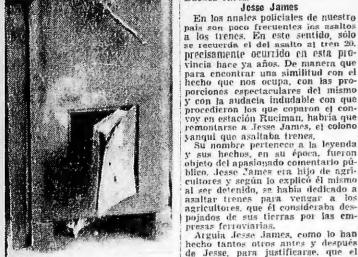 Jesse James
En los anales policiales de nuestro
país son poco frecuentes los asaltos
a los trenes. En este sentido, sólo
se recuerda el del asalto al tren 20,
precisamente ocurrido en esta pro-
vincia hace ya años. De manera que
para encontrar una similitud con el
hecho que nos ocupa, con las pro-
porciones espectaculares del mismo
y con la audacia indudable con que
procedieron los que coparon el con-
voy en estación Ruciman, habría que
remontarse a Jesse James, el colono
yanqui que asaltaba trenes.
Su nombre pertenece a la leyenda
y sus hechos, en su época, fueron
objeto del apasionado comentario pú-
blico. Jesse James era hijo de agri-
cultores y según lo explicó él mismo
al ser detenido, se había dedicado a
asaltar trenes para vengar a los
agricultores, que él consideraba des-
pojados de sus tierras por las em-
presas ferroviarias.
Argüía Jesse James, como lo han
hecho tantos otros antes y después
de Jesse, para justificarse, que el